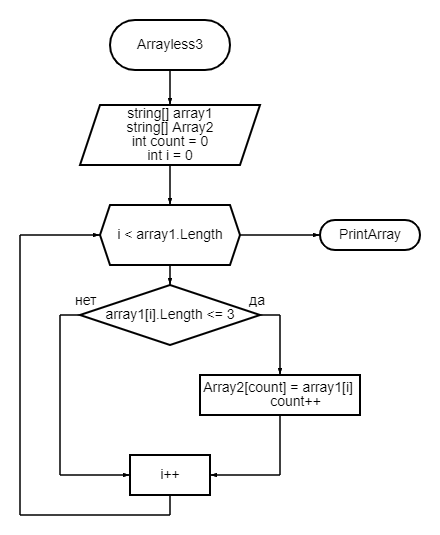 Arrayless3
string[] array1
string[] Array2
int count = 0
int i = 0
i < array1.Length
PrintArray
нет
да
array1[i].Length <= 3
Array2[count] = array1[i]
count++
i++